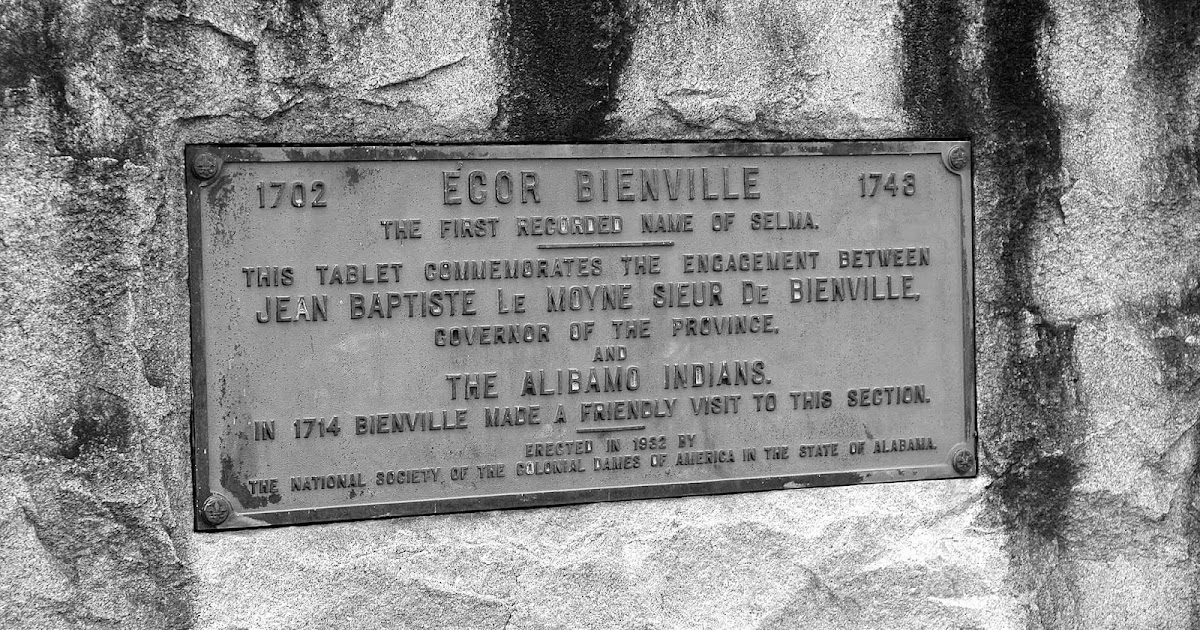 1702 ÉCOR BIENVILLE 1743
THE FIRST RECORDED NAME OF SELMA.
THIS TABLET COMMEMORATES THE ENGAGEMENT BETWEEN
JEAN BAPTISTE LE MOYNE SIEUR DE BIENVILLE,
GOVERNOR OF THE PROVINCE,
AND
THE ALIBAMO INDIANS.
IN 1714 BIENVILLE MADE A FRIENDLY VISIT TO THIS SECTION.
ERECTED IN 1932 BY
THE NATIONAL SOCIETY OF THE COLONIAL DAMES OF AMERICA IN THE STATE OF ALABAMA.